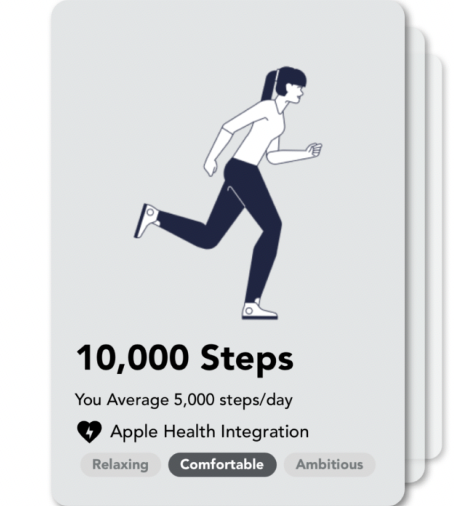 10,000 Steps
You Average 5,000 steps/day
Apple Health Integration
Relaxing Comfortable Ambitious